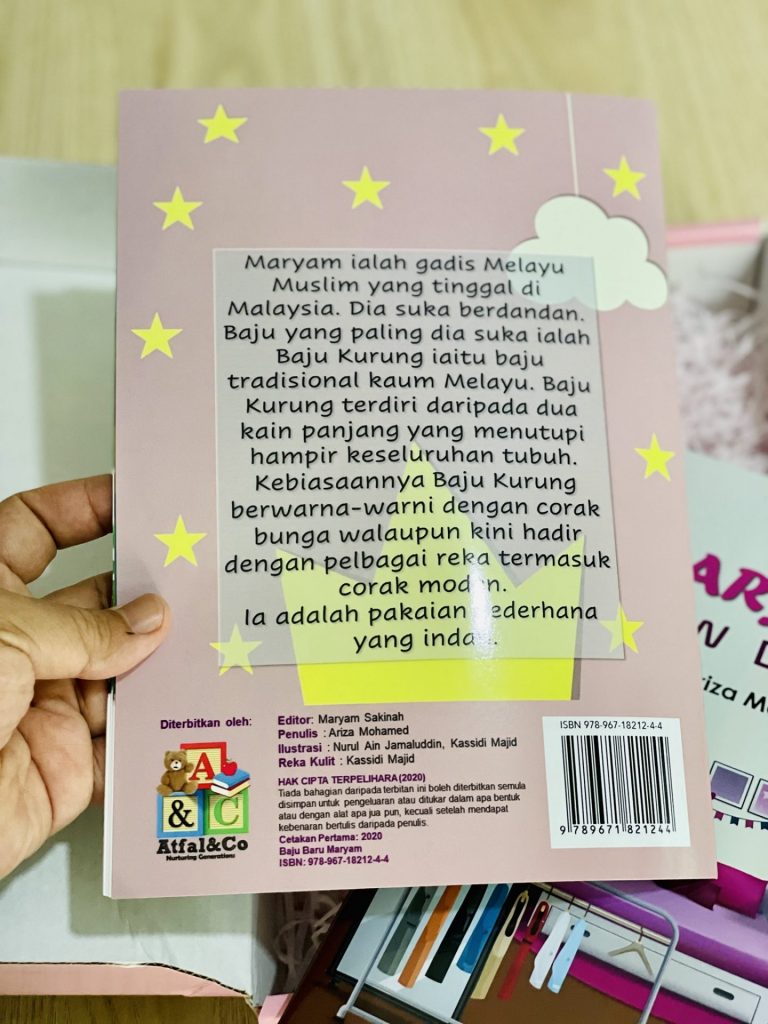 Maryam ialah gadis Melayu
Muslim yang tinggal di
Malaysia. Dia suka berdandan.
Baju yang paling dia suka ialah
Baju Kurung iaitu baju
tradisional kaum Melayu. Baju
Kurung terdiri daripada dua
kain panjang yang menutupi
hampir keseluruhan tubuh.
Kebiasaannya Baju Kurung
berwarna-warni dengan corak
bunga walaupun kini hadir
dengan pelbagai reka termasuk
corak moden.
Ia adalah pakaian sederhana
yang indah.
Diterbitkan oleh:
A
& C
Atfal&Co
Nurturing Generations
Editor: Maryam Sakinah
Penulis : Ariza Mohamed
Ilustrasi : Nurul Ain Jamaluddin, Kassidi Majid
Reka Kulit : Kassidi Majid
HAK CIPTA TERPELIHARA(2020)
Tiada bahagian daripada terbitan ini boleh diterbitkan semula
disimpan untuk pengeluaran atau ditukar dalam apa bentuk
atau dengan alat apa jua pun, kecuali setelah mendapat
kebenaran bertulis daripada penulis.
Cetakan Pertama: 2020
Baju Baru Maryam
ISBN: 978-967-18212-4-4
ISBN 978-967-18212-4-4
9 789671 821244